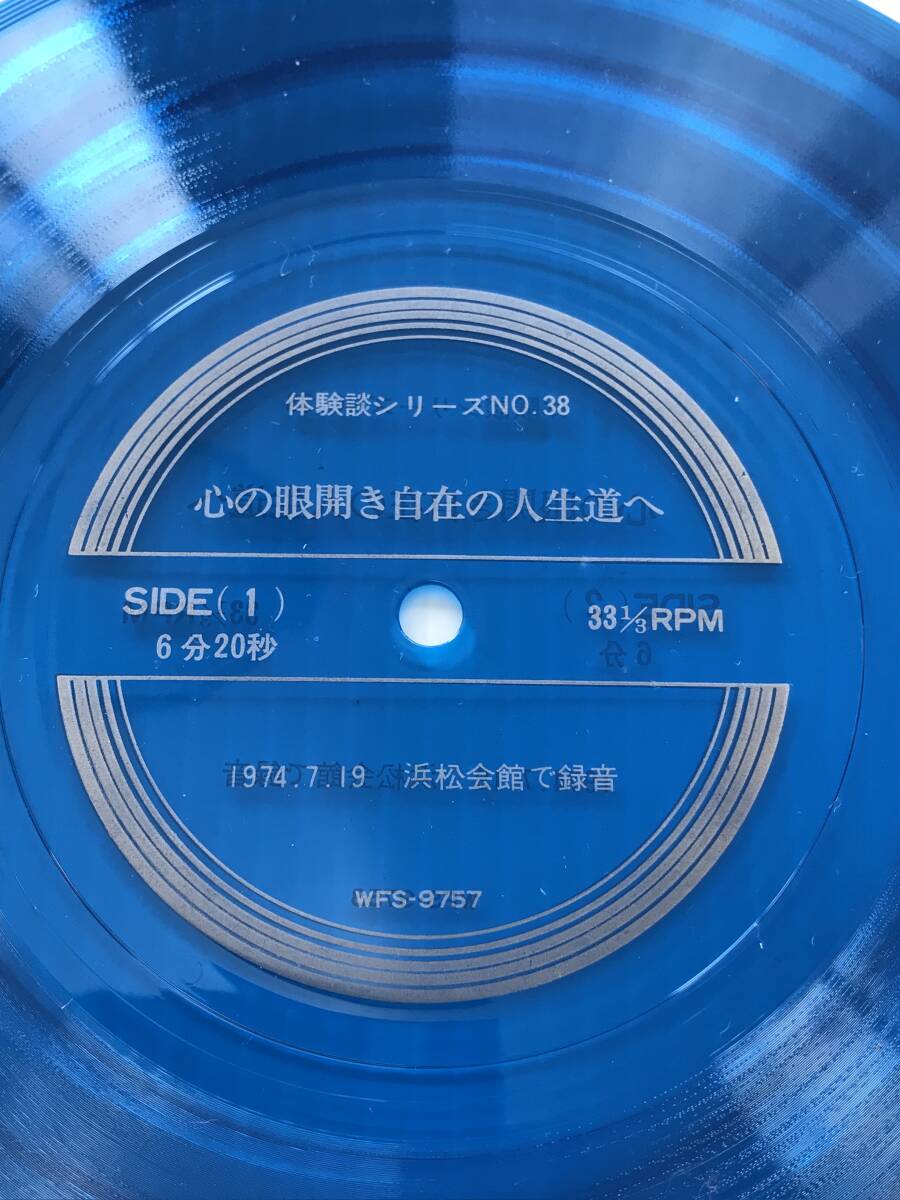 体験談シリーズNO.38
心の眼開き自在の人生道へ
SIDE(1)
6分20秒
33⅓RPM
1974.7.19 浜松会館で録音
WFS-9757